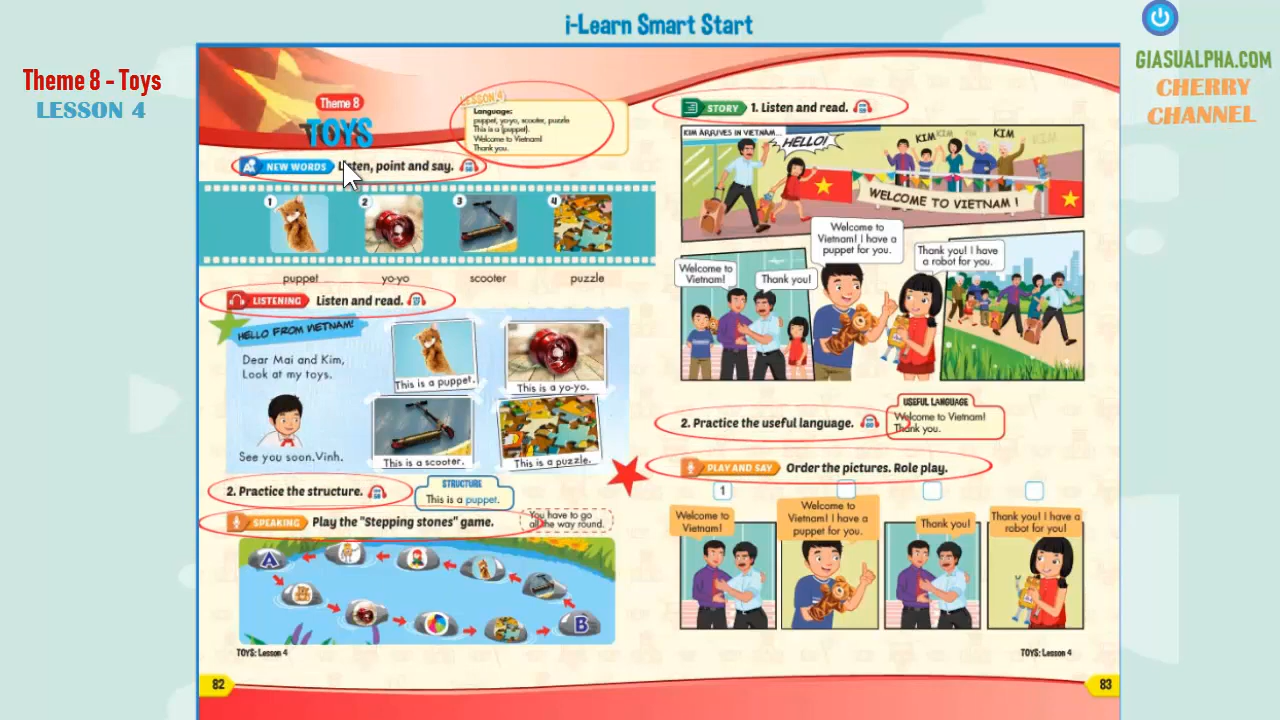 i-Learn Smart Start
Theme 8 - Toys
LESSON 4
GIASUALPHA.COM
CHERRY
CHANNEL
Theme 8
TOYS
LESSON 4
Language:
puppet, yo-yo, scooter, puzzle
This is a (puppet).
Welcome to Vietnam!
Thank you.
NEW WORDS Listen, point and say.
1
2
3
4
puppet
yo-yo
scooter
puzzle
LISTENING Listen and read.
HELLO FROM VIETNAM!
Dear Mai and Kim,
Look at my toys.
See you soon,Vinh.
This is a puppet.
This is a yo-yo.
This is a scooter.
This is a puzzle.
2. Practice the structure.
STRUCTURE
This is a puppet.
SPEAKING Play the "Stepping stones" game.
You have to go
all the way round.
A
B
TOYS: Lesson 4
82
STORY 1. Listen and read.
KIM ARRIVES IN VIETNAM...
HELLO!
KIM
KIM
KIM
KIM
KIM
WELCOME TO VIETNAM !
Welcome to
Vietnam!
Thank you!
Welcome to
Vietnam! I have a
puppet for you.
Thank you! I have
a robot for you.
2. Practice the useful language.
USEFUL LANGUAGE
Welcome to Vietnam!
Thank you.
PLAY AND SAY Order the pictures. Role play.
1
Welcome to
Vietnam!
Welcome to
Vietnam! I have a
puppet for you.
Thank you!
Thank you! I have a
robot for you!
TOYS: Lesson 4
83